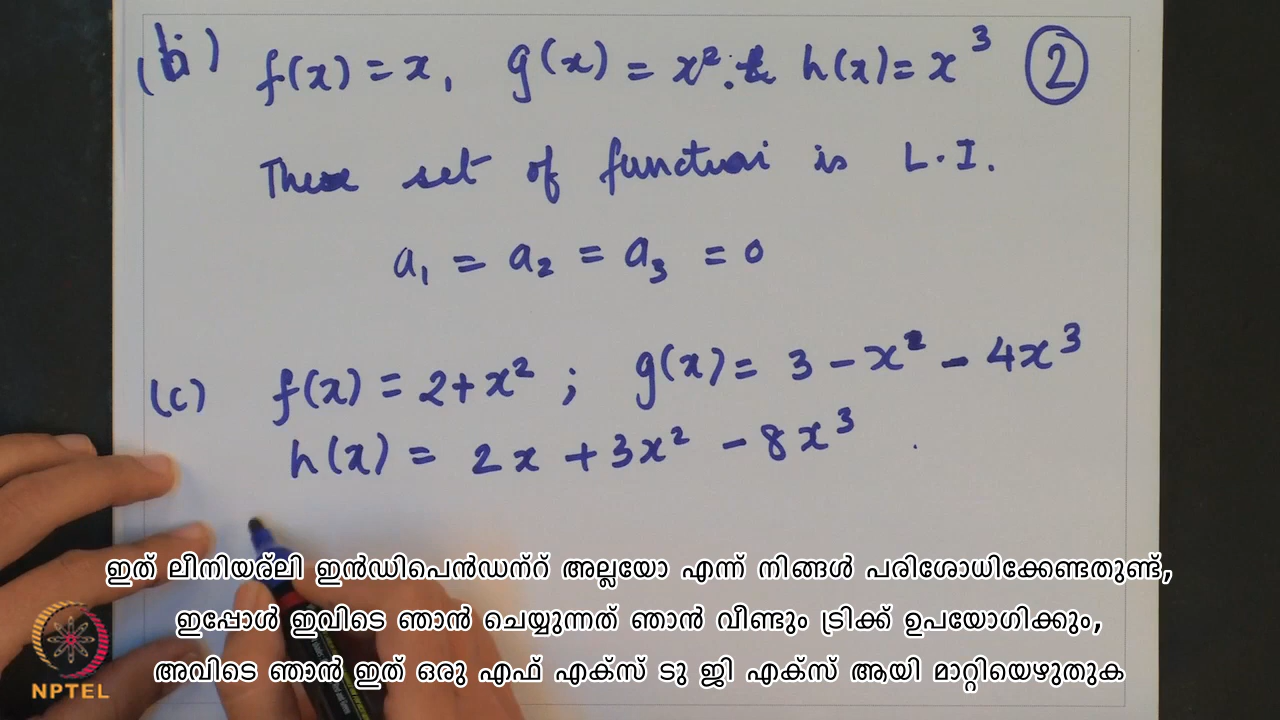 (b) f(x) = x, g(x) = x² & h(x) = x³ ②
These set of function is L.I.
a₁ = a₂ = a₃ = 0
(c) f(x) = 2+x² ; g(x) = 3 – x² – 4x³
h(x) = 2x + 3x² – 8x³
ഇത് ലീനിയര്ലി ഇൻഡിപെൻഡന്റ് അല്ലയോ എന്ന് നിങ്ങൾ പരിശോധിക്കേണ്ടതുണ്ട്,
ഇപ്പോൾ ഇവിടെ ഞാൻ ചെയ്യുന്നത് ഞാൻ വീണ്ടും ട്രിക്ക് ഉപയോഗിക്കും,
അവിടെ ഞാൻ ഇത് ഒരു എഫ് എക്സ് ടു ജി എക്സ് ആയി മാറ്റിയെഴുതുക
NPTEL